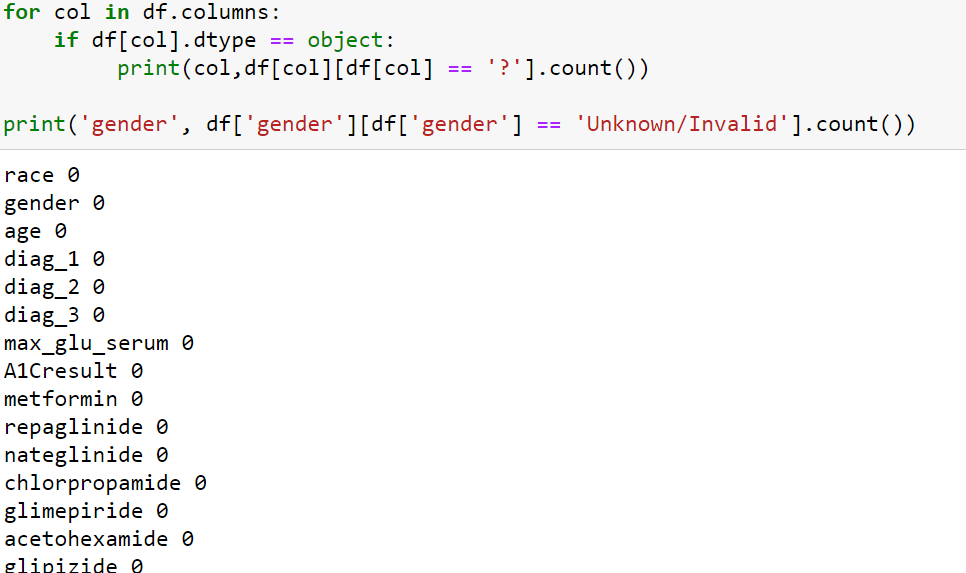 for col in df.columns:
    if df[col].dtype == object:
        print(col,df[col][df[col] == '?'].count())

print('gender', df['gender'][df['gender'] == 'Unknown/Invalid'].count())
race 0
gender 0
age 0
diag_1 0
diag_2 0
diag_3 0
max_glu_serum 0
A1Cresult 0
metformin 0
repaglinide 0
nateglinide 0
chlorpropamide 0
glimepiride 0
acetohexamide 0
glipizide 0